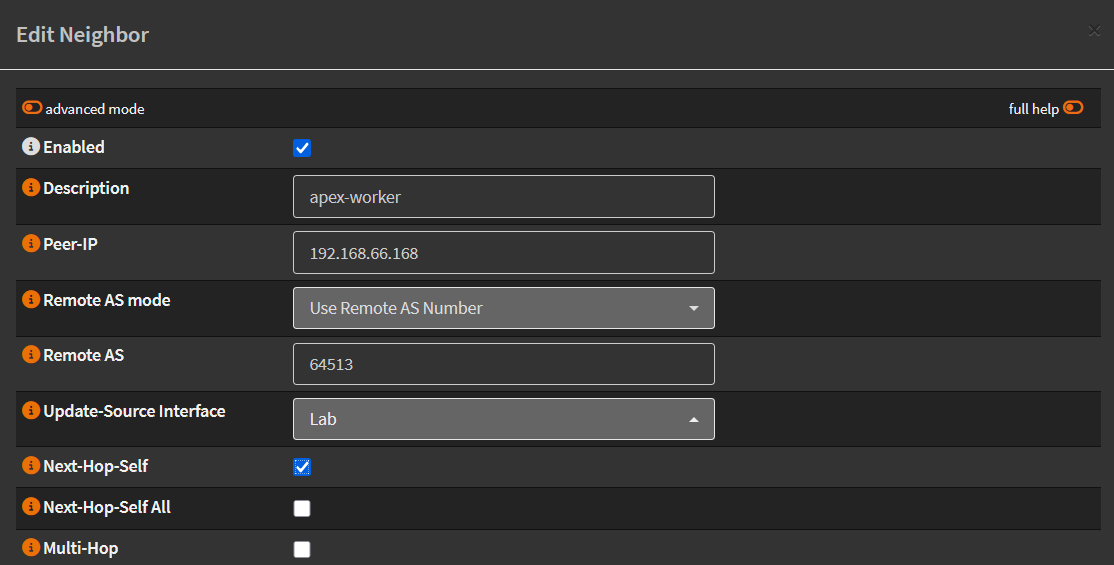 Edit Neighbor
×
advanced mode
full help
Enabled
Description
apex-worker
Peer-IP
192.168.66.168
Remote AS mode
Use Remote AS Number
Remote AS
64513
Update-Source Interface
Lab
Next-Hop-Self
Next-Hop-Self All
Multi-Hop